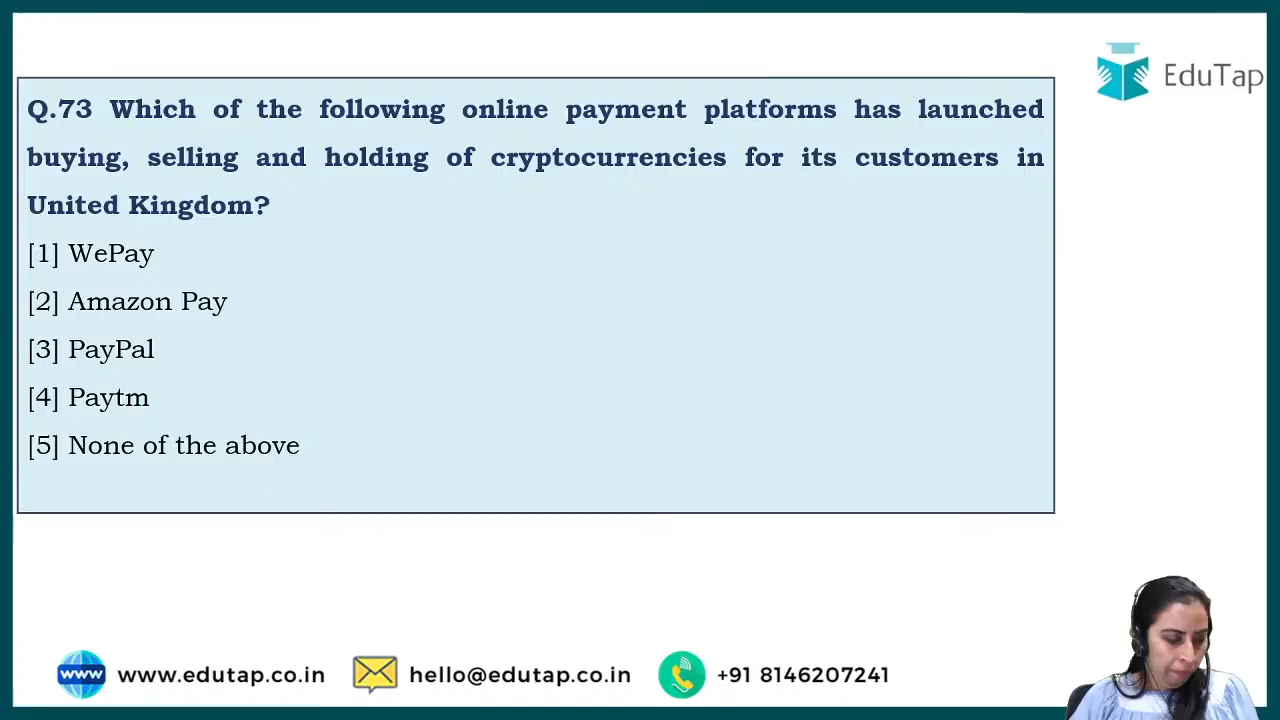 EduTap
Q.73 Which of the following online payment platforms has launched
buying, selling and holding of cryptocurrencies for its customers in
United Kingdom?
[1] WePay
[2] Amazon Pay
[3] PayPal
[4] Paytm
[5] None of the above
www www.edutap.co.in hello@edutap.co.in +91 8146207241